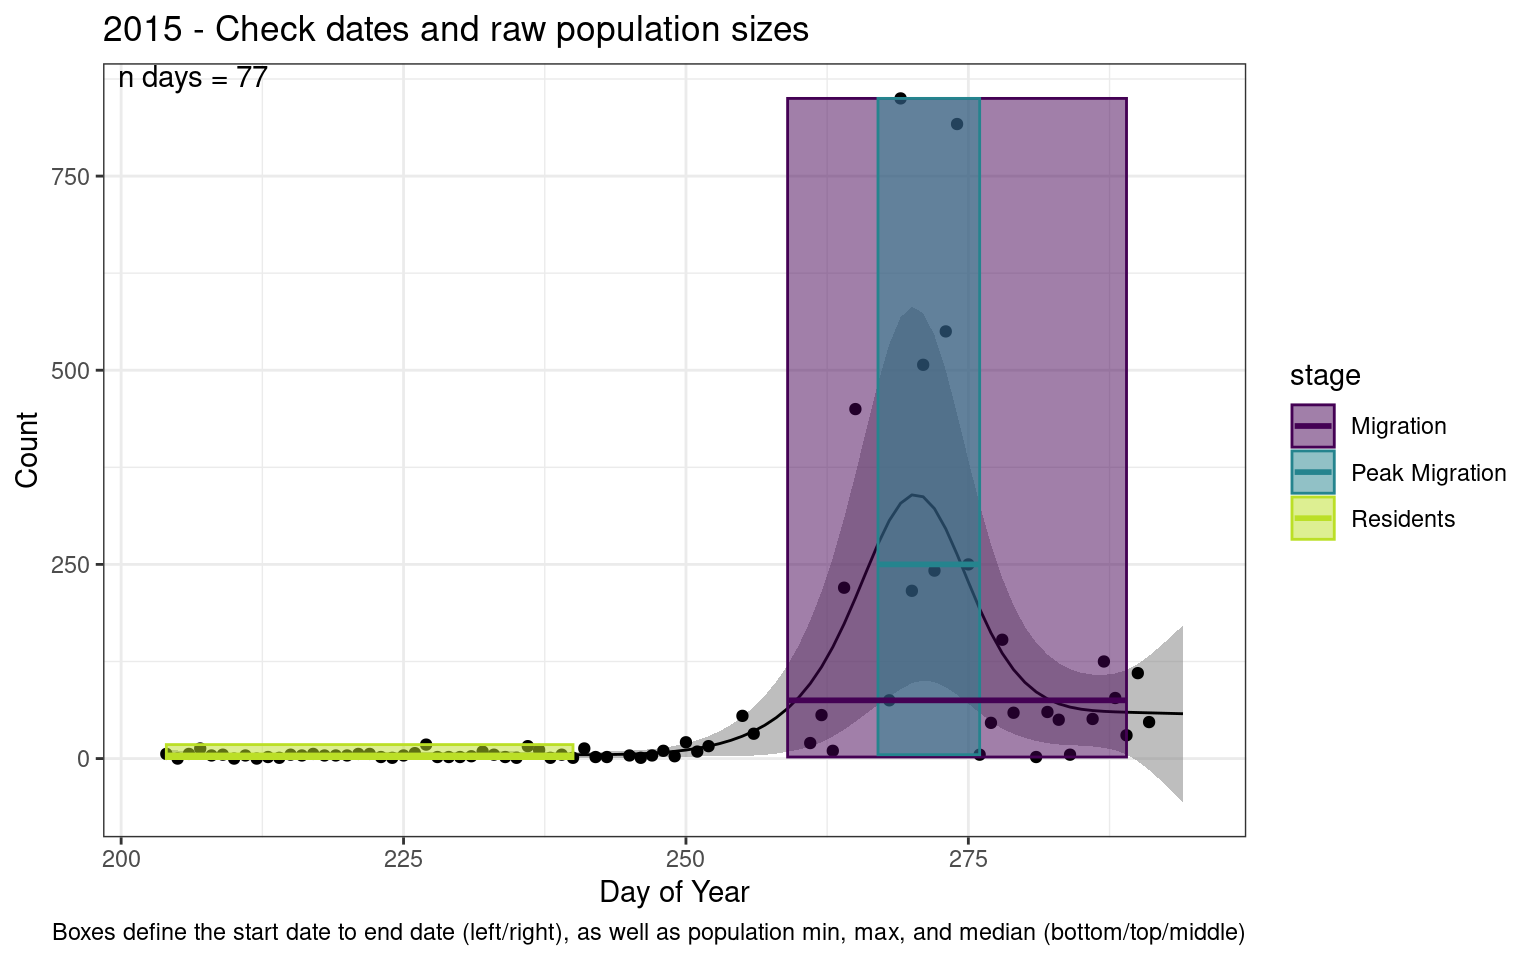 2015 - Check dates and raw population sizes
n days = 77
750
500
250
0
Count
200
225
250
275
Day of Year
stage
Migration
Peak Migration
Residents
Boxes define the start date to end date (left/right), as well as population min, max, and median (bottom/top/middle)